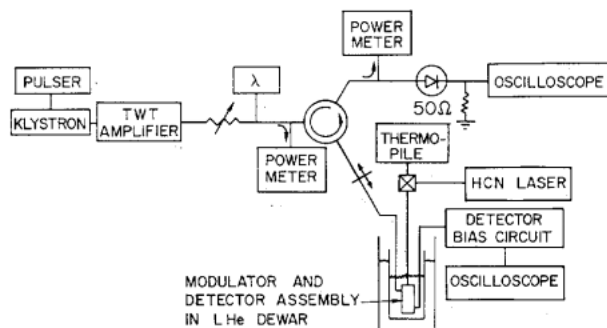 POWER
METER
PULSER
λ
OSCILLOSCOPE
KLYSTRON
TWT
AMPLIFIER
50Ω
POWER
METER
THERMO-
PILE
HCN LASER
DETECTOR
BIAS CIRCUIT
MODULATOR AND
DETECTOR ASSEMBLY
IN LHe DEWAR
OSCILLOSCOPE